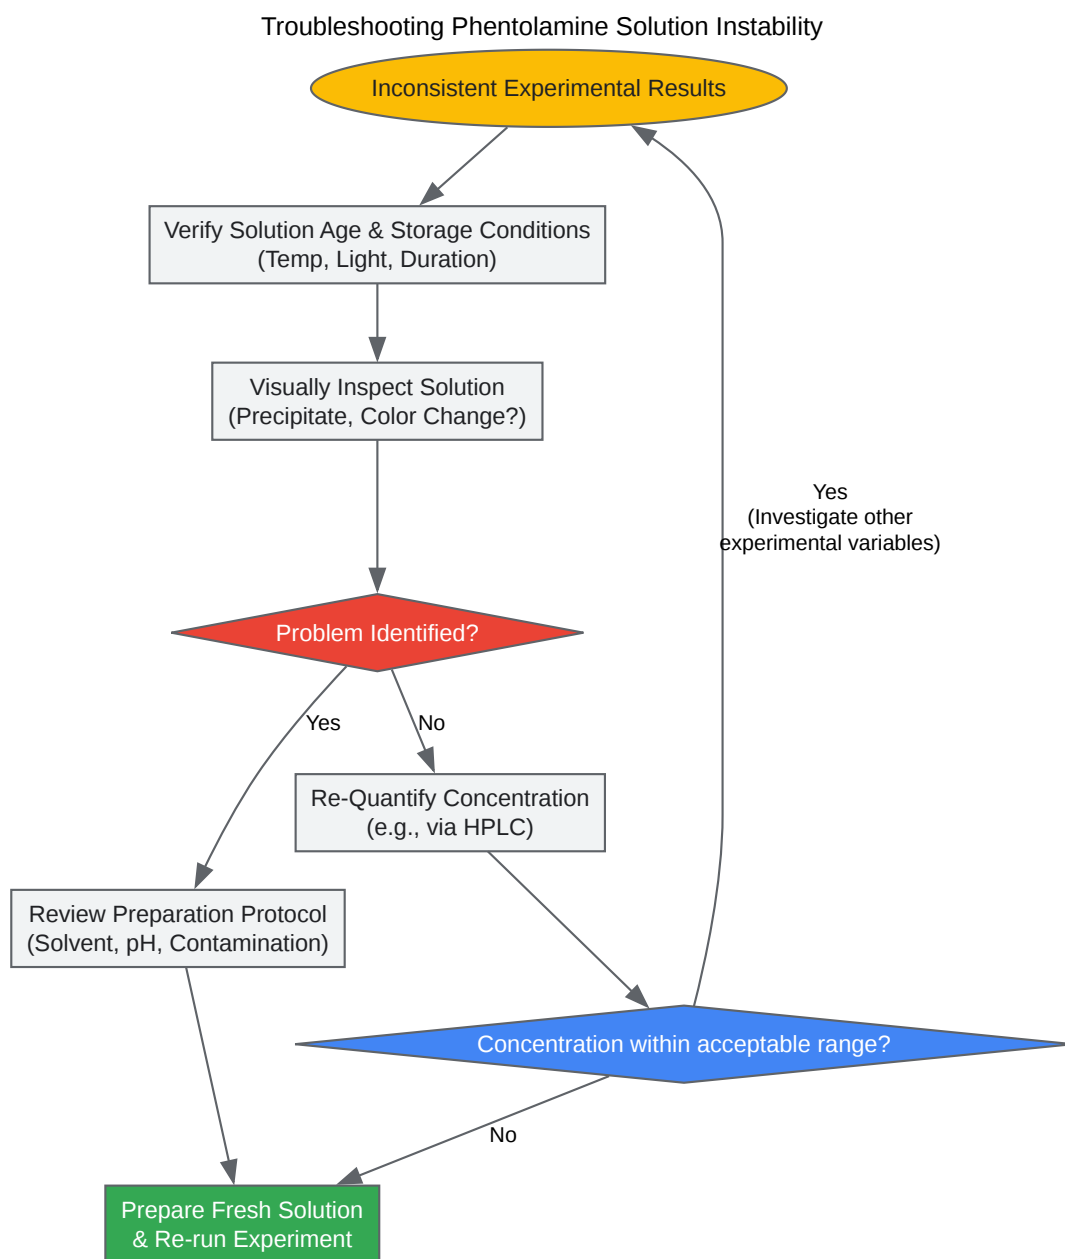 Troubleshooting Phentolamine Solution Instability
Inconsistent Experimental Results
Verify Solution Age & Storage Conditions
(Temp, Light, Duration)
Visually Inspect Solution
(Precipitate, Color Change?)
Yes
(Investigate other
experimental variables)
Problem Identified?
Yes
No
Re-Quantify Concentration
(e.g., via HPLC)
Review Preparation Protocol
(Solvent, pH, Contamination)
Concentration within acceptable range?
No
Prepare Fresh Solution
& Re-run Experiment